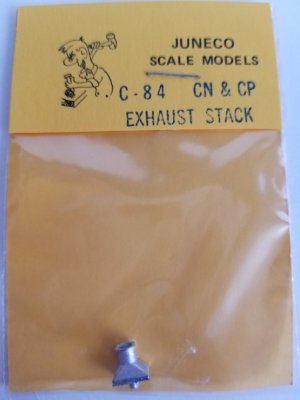 JUNECO
SCALE MODELS
C-84 CN & CP
EXHAUST STACK